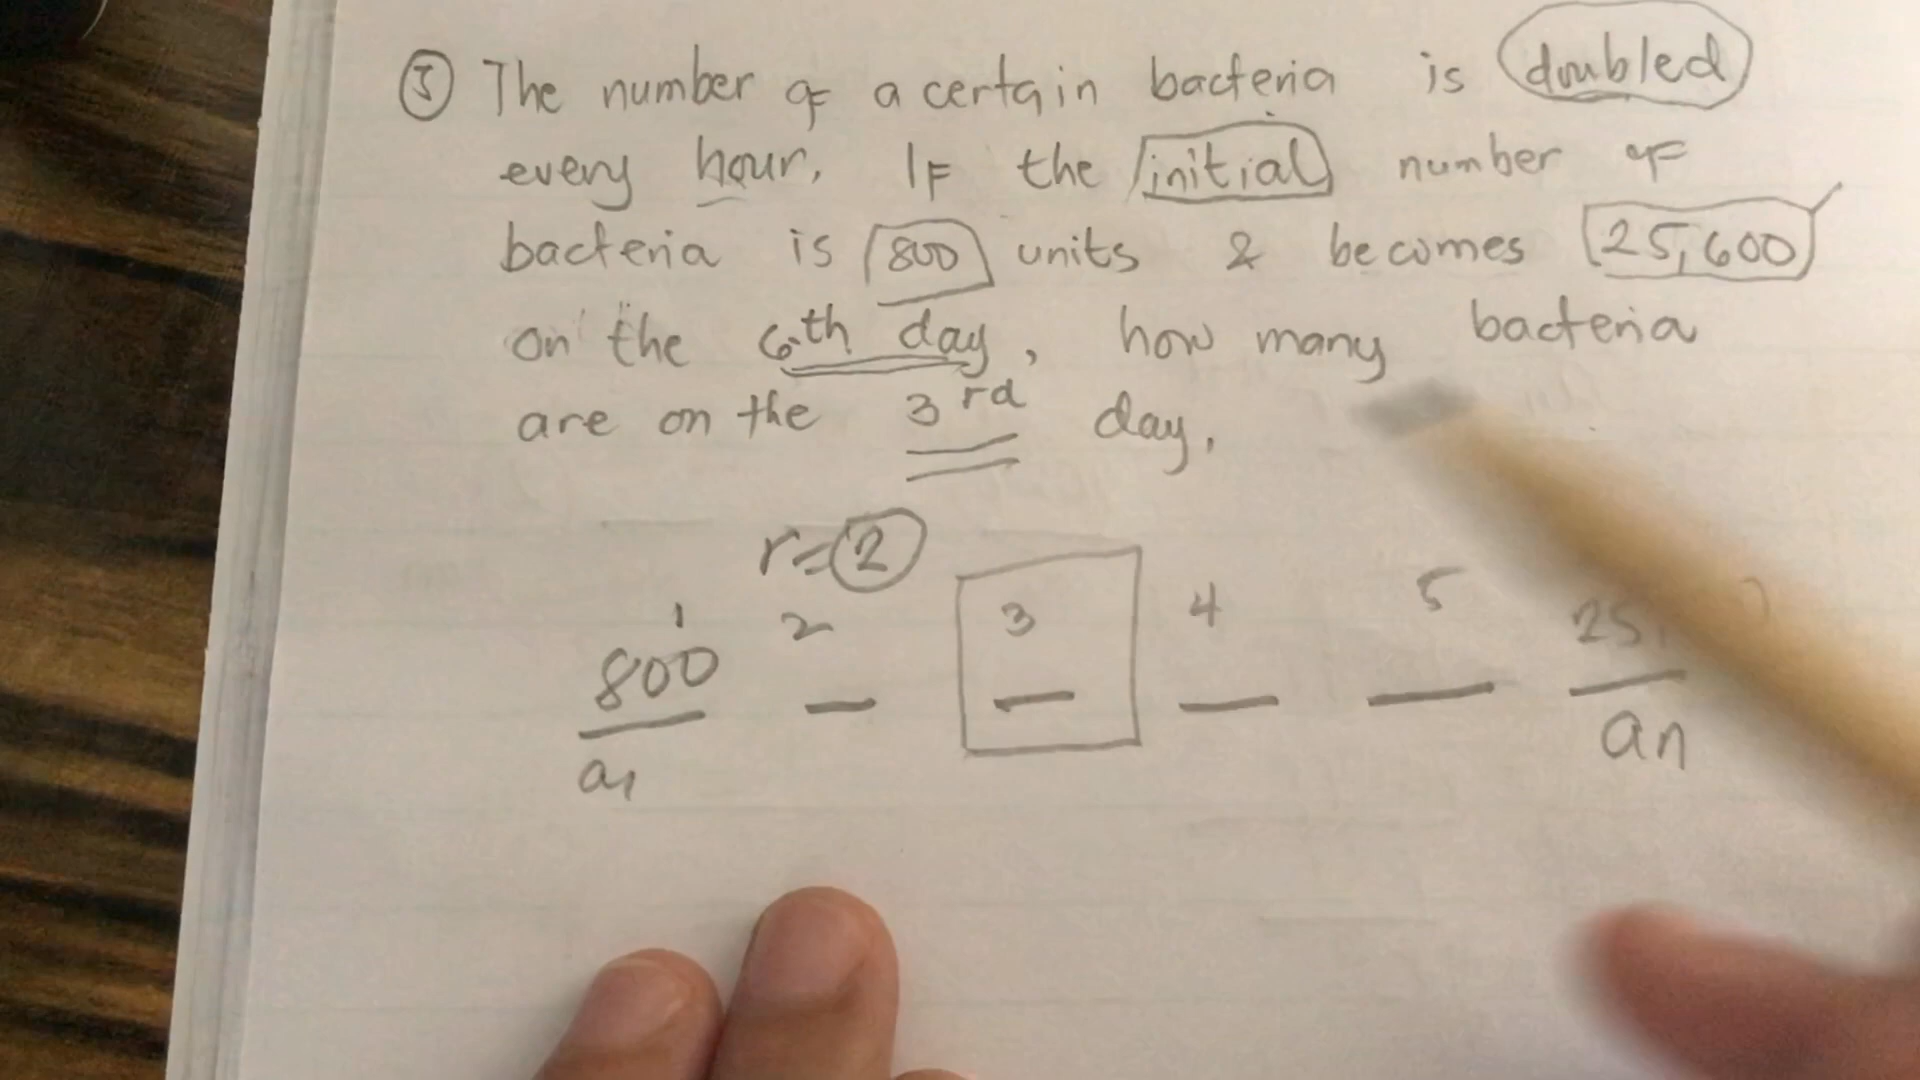 ⑤ The number of a certain bacteria is doubled
every hour. If the initial number of
bacteria is 800 units & becomes 25,600
on the 6th day, how many bacteria
are on the 3rd day.
r=2
1 2 3 4 5
800
a1 an